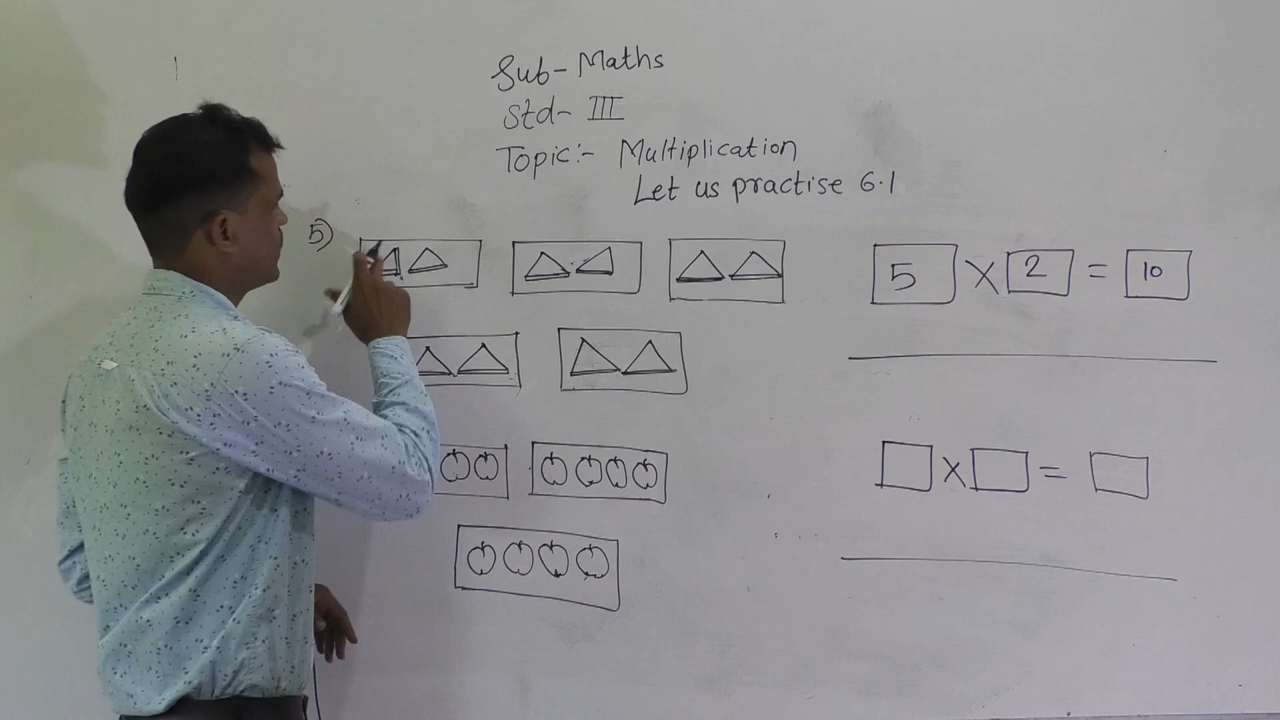 Sub- Maths
Std- III
Topic:- Multiplication
Let us practise 6.1
5)
5 X 2 = 10
x =